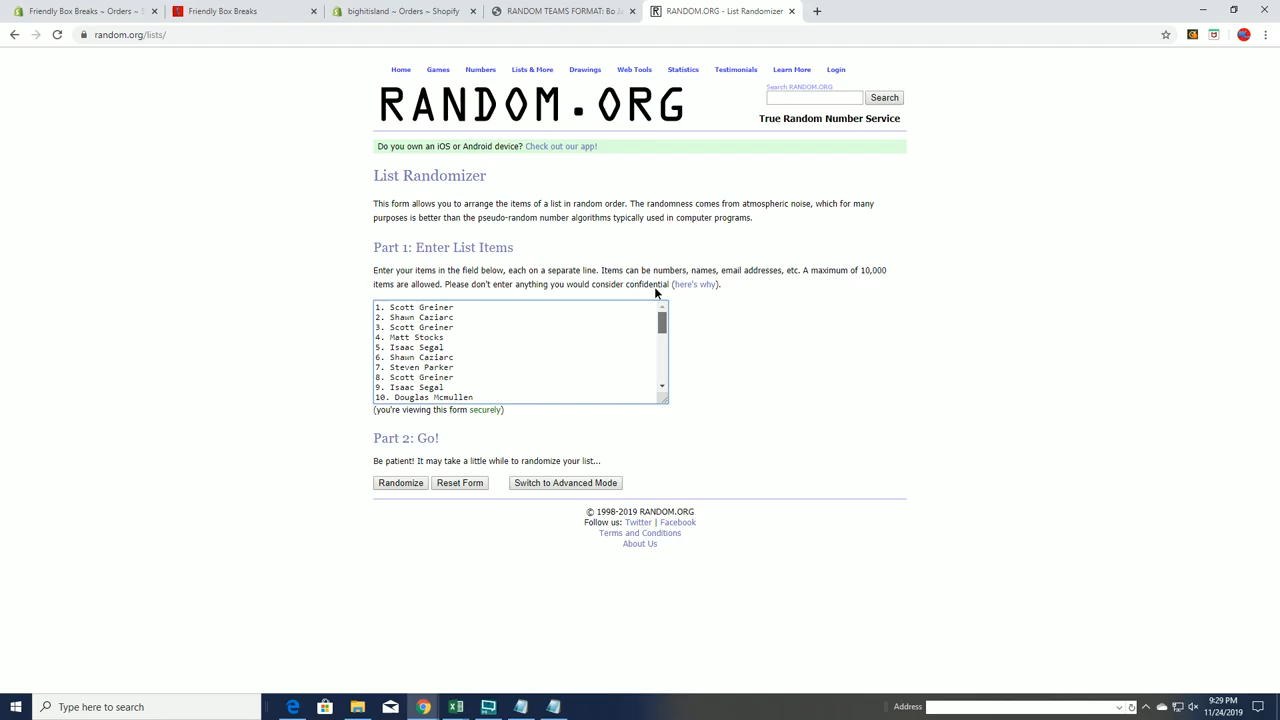 Friendly Box Breaks ~ Orders ~ S
Friendly Box Breaks
bighitisland ~ Orders ~ Shopify
RANDOM TEAMS FORMAT: Bo Ja
RANDOM.ORG - List Randomizer
random.org/lists/
Home Games Numbers Lists & More Drawings Web Tools Statistics Testimonials Learn More Login
RANDOM.ORG
Search RANDOM.ORG
Search
True Random Number Service
Do you own an iOS or Android device? Check out our app!
List Randomizer
This form allows you to arrange the items of a list in random order. The randomness comes from atmospheric noise, which for many
purposes is better than the pseudo-random number algorithms typically used in computer programs.
Part 1: Enter List Items
Enter your items in the field below, each on a separate line. Items can be numbers, names, email addresses, etc. A maximum of 10,000
items are allowed. Please don't enter anything you would consider confidential (here's why).
1. Scott Greiner
2. Shawn Caziarc
3. Scott Greiner
4. Matt Stocks
5. Isaac Segal
6. Shawn Caziarc
7. Steven Parker
8. Scott Greiner
9. Isaac Segal
10. Douglas Mcmullen
(you're viewing this form securely)
Part 2: Go!
Be patient! It may take a little while to randomize your list...
Randomize Reset Form Switch to Advanced Mode
© 1998-2019 RANDOM.ORG
Follow us: Twitter | Facebook
Terms and Conditions
About Us
Type here to search
Address
9:29 PM
11/24/2019